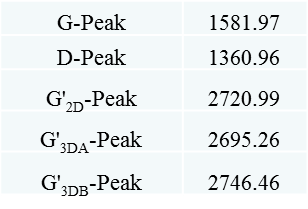 G-Peak 1581.97
D-Peak 1360.96
G'2D-Peak 2720.99
G'3DA-Peak 2695.26
G'3DB-Peak 2746.46